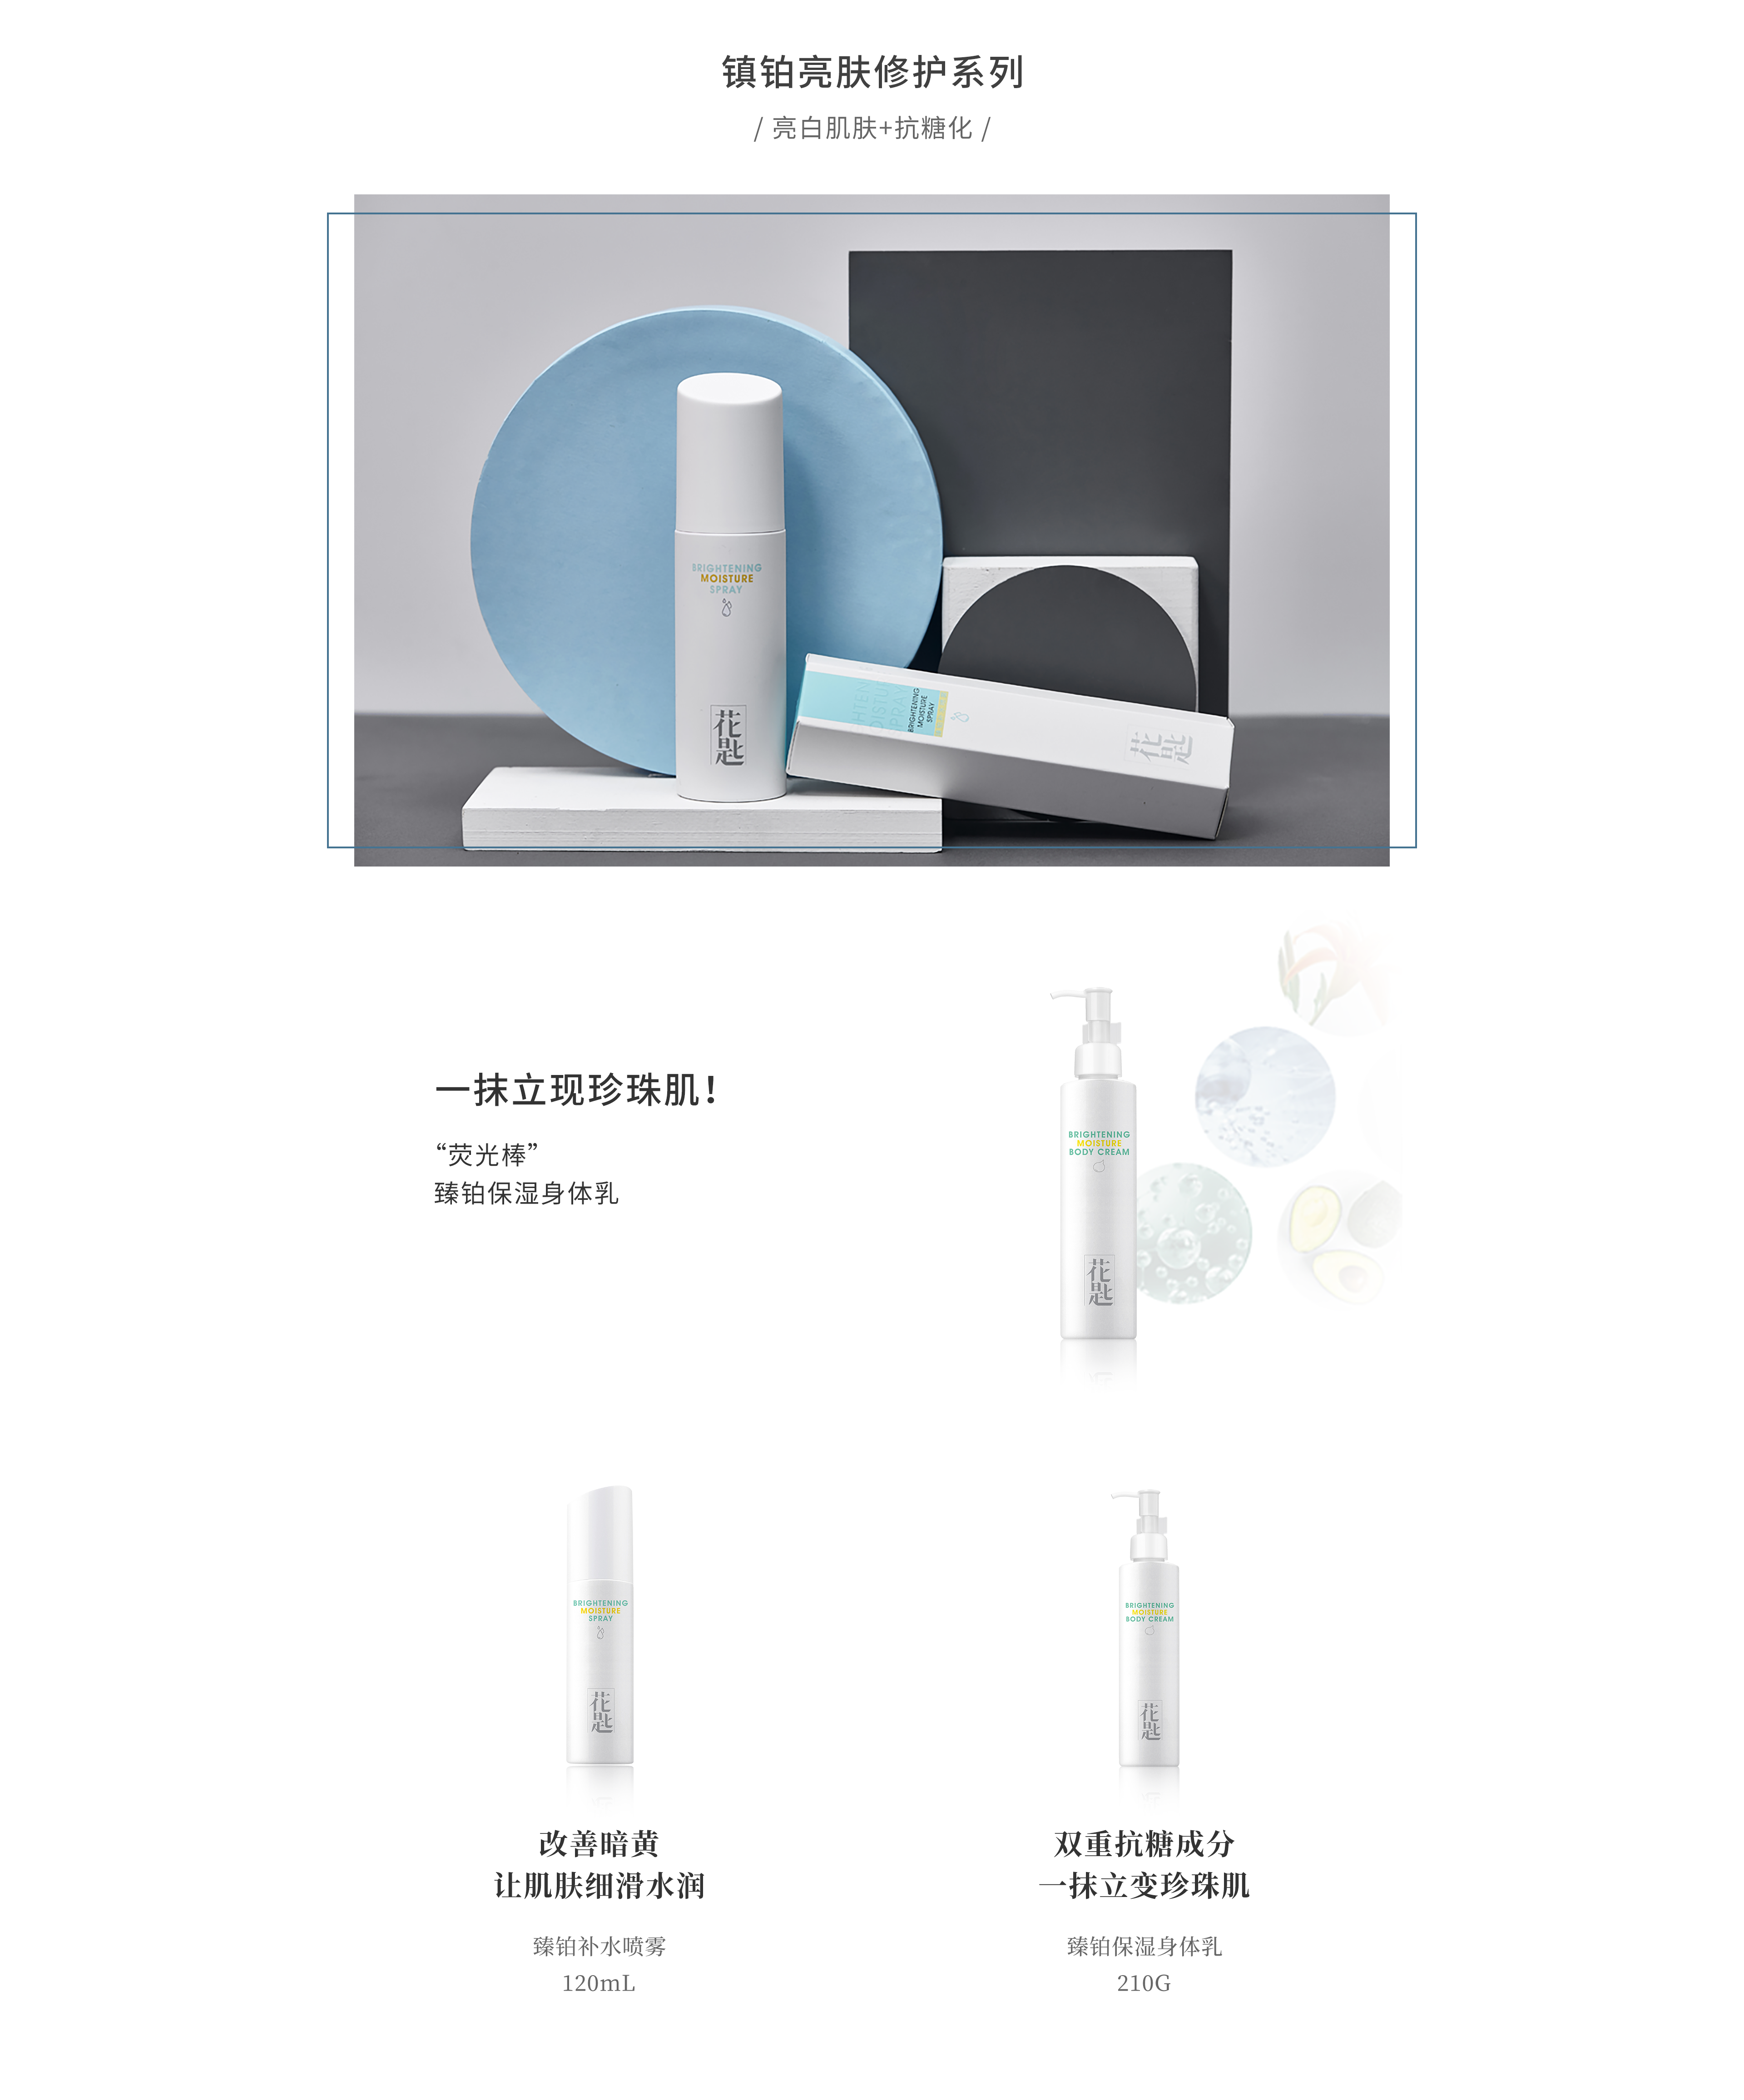 镇铂亮肤修护系列
/ 亮白肌肤+抗糖化 /
BRIGHTENING
MOISTURE
SPRAY
花匙
BRIGHTENING
MOISTURE
SPRAY
花匙
一抹立现珍珠肌！
“荧光棒”
臻铂保湿身体乳
BRIGHTENING
MOISTURE
BODY CREAM
花匙
BRIGHTENING
MOISTURE
SPRAY
花匙
改善暗黄
让肌肤细滑水润
臻铂补水喷雾
120mL
BRIGHTENING
MOISTURE
BODY CREAM
花匙
双重抗糖成分
一抹立变珍珠肌
臻铂保湿身体乳
210G